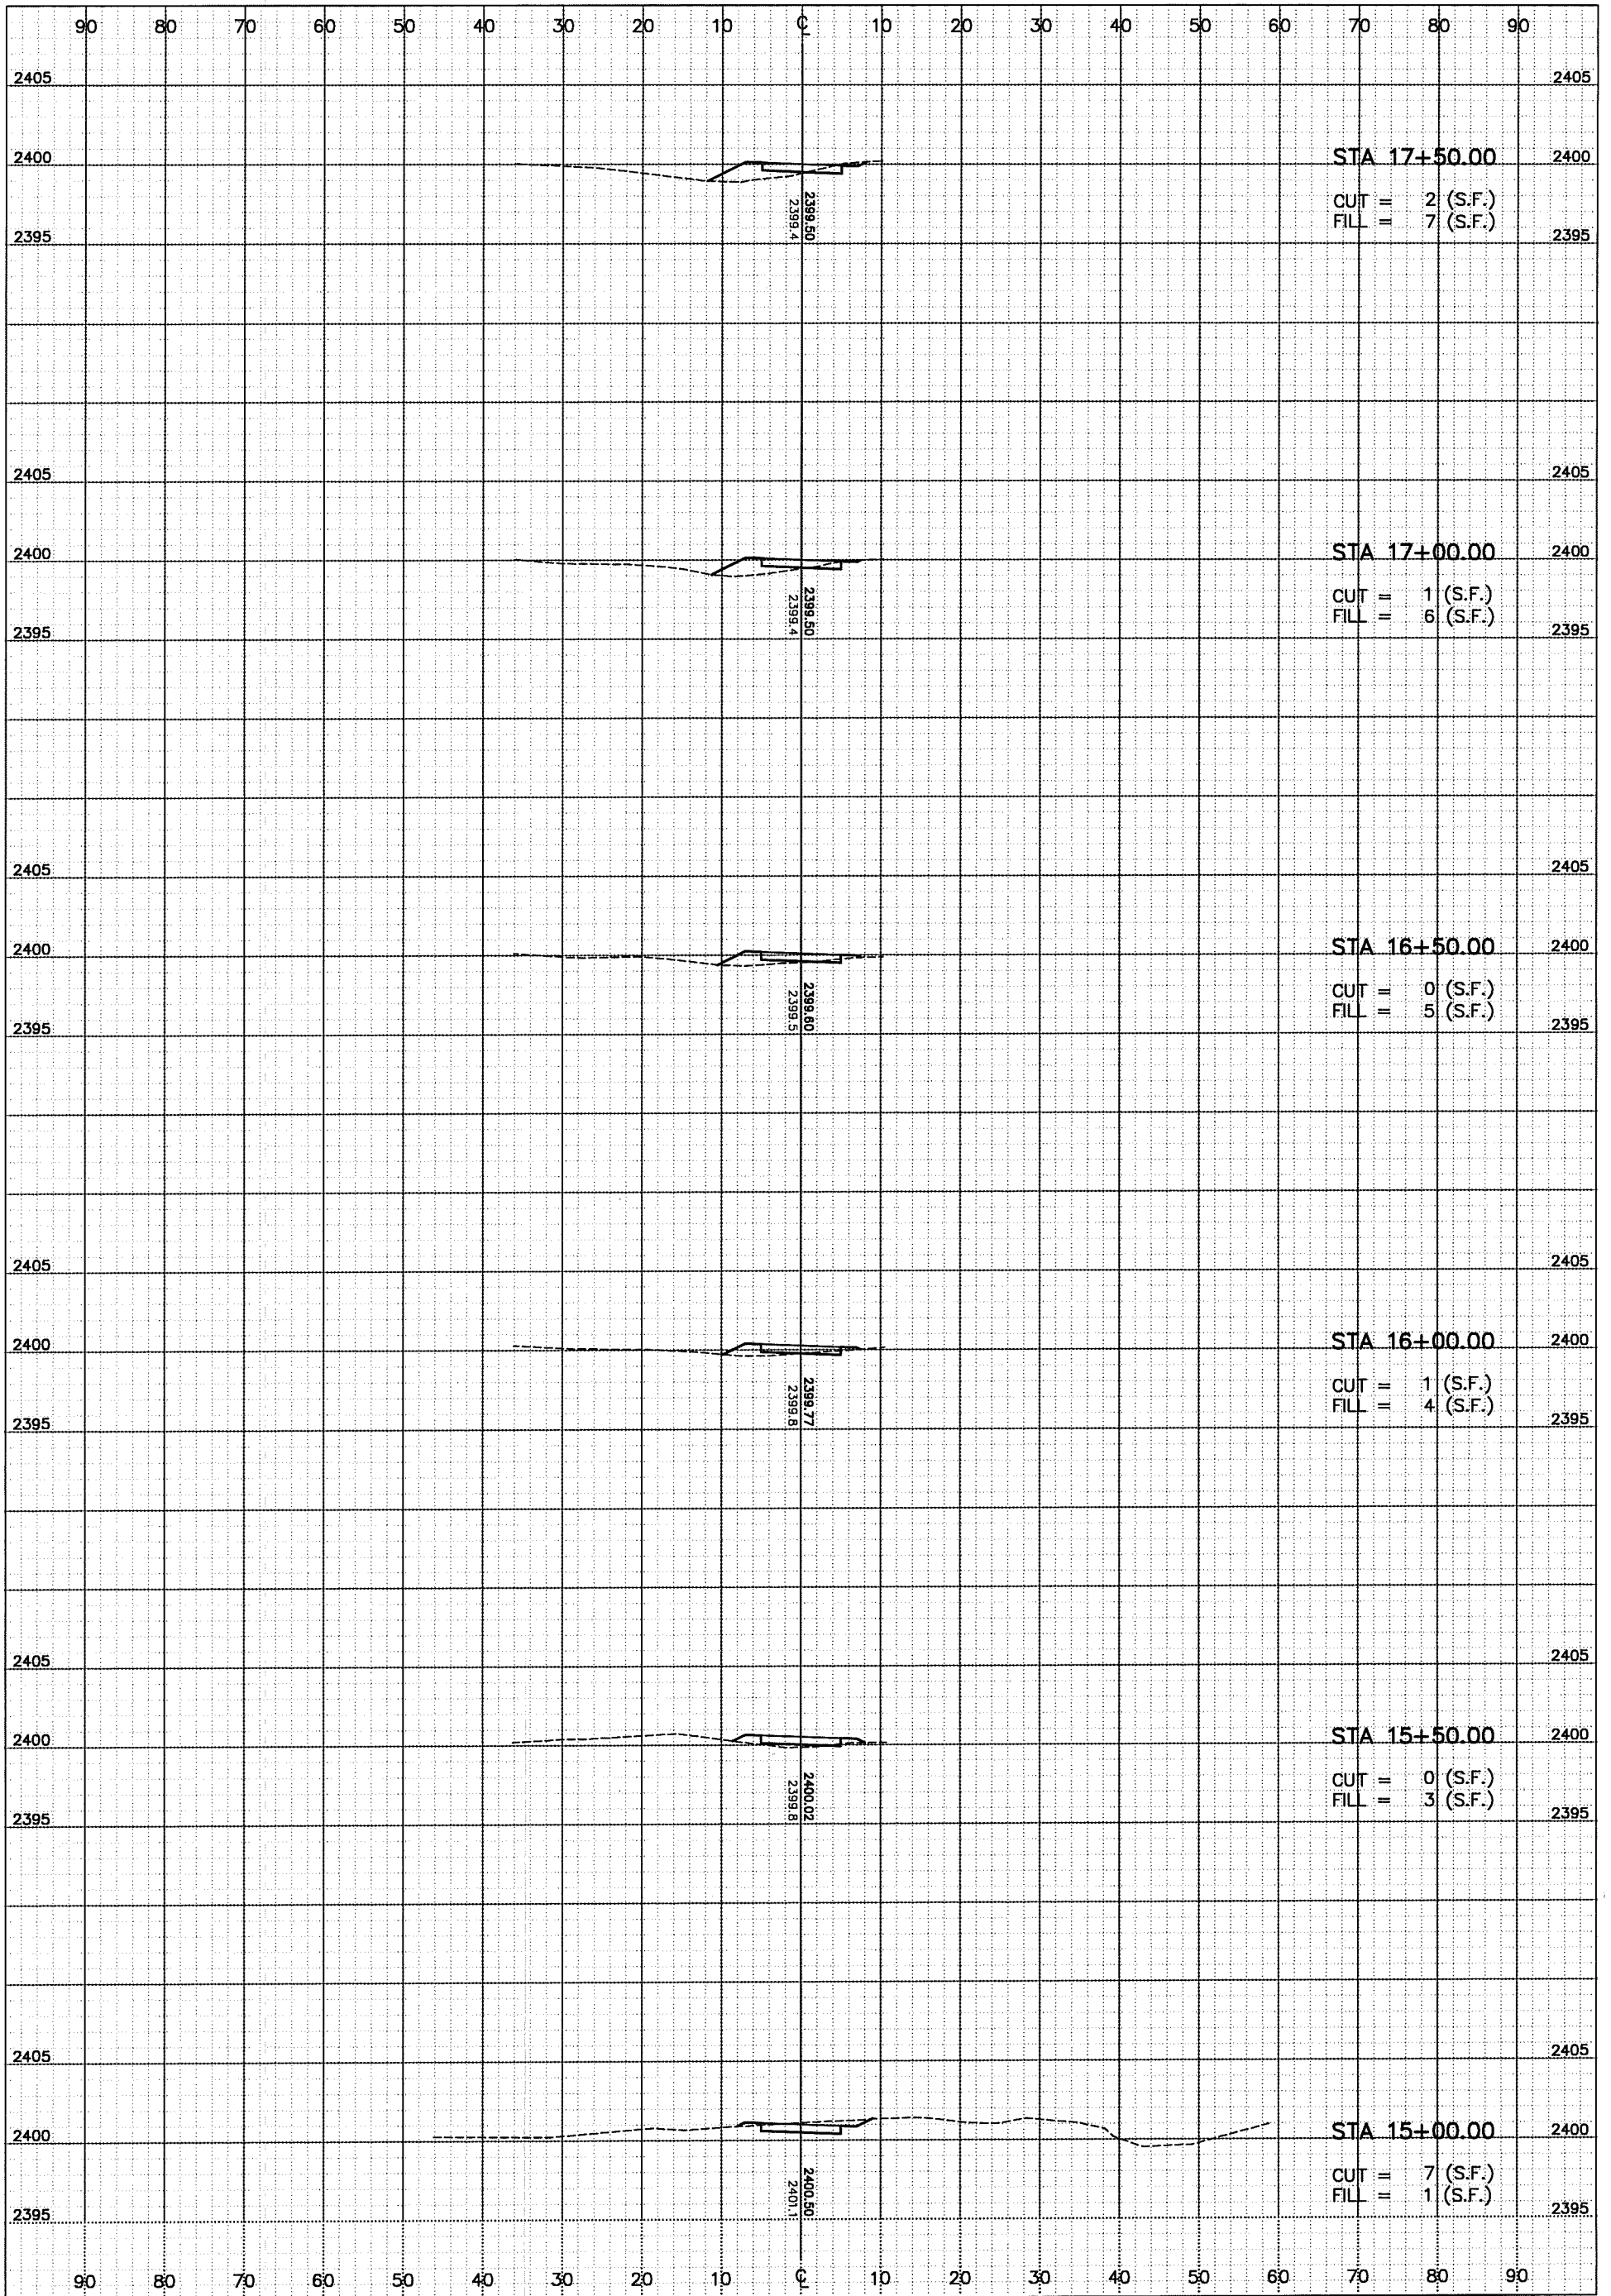 90 80 70 60 50 40 30 20 10 ℄ 10 20 30 40 50 60 70 80 90
2405 2405
2400 STA 17+50.00 2400
CUT = 2 (S.F.)
FILL = 7 (S.F.)
2399.50
2399.4
2395 2395
2405 2405
2400 STA 17+00.00 2400
CUT = 1 (S.F.)
FILL = 6 (S.F.)
2399.50
2399.4
2395 2395
2405 2405
2400 STA 16+50.00 2400
CUT = 0 (S.F.)
FILL = 5 (S.F.)
2399.60
2399.5
2395 2395
2405 2405
2400 STA 16+00.00 2400
CUT = 1 (S.F.)
FILL = 4 (S.F.)
2399.77
2399.8
2395 2395
2405 2405
2400 STA 15+50.00 2400
CUT = 0 (S.F.)
FILL = 3 (S.F.)
2400.02
2399.8
2395 2395
2405 2405
2400 STA 15+00.00 2400
CUT = 7 (S.F.)
FILL = 1 (S.F.)
2400.50
2401.1
2395 2395
90 80 70 60 50 40 30 20 10 ℄ 10 20 30 40 50 60 70 80 90